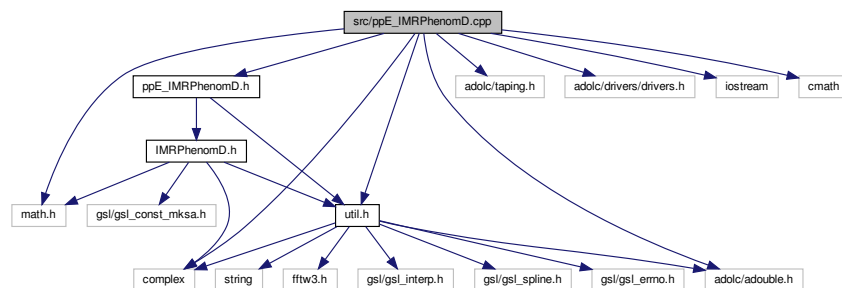 src/ppE_IMRPhenomD.cpp
ppE_IMRPhenomD.h
adolc/taping.h
adolc/drivers/drivers.h
iostream
cmath
IMRPhenomD.h
math.h
gsl/gsl_const_mksa.h
util.h
complex
string
fftw3.h
gsl/gsl_interp.h
gsl/gsl_spline.h
gsl/gsl_errno.h
adolc/adouble.h